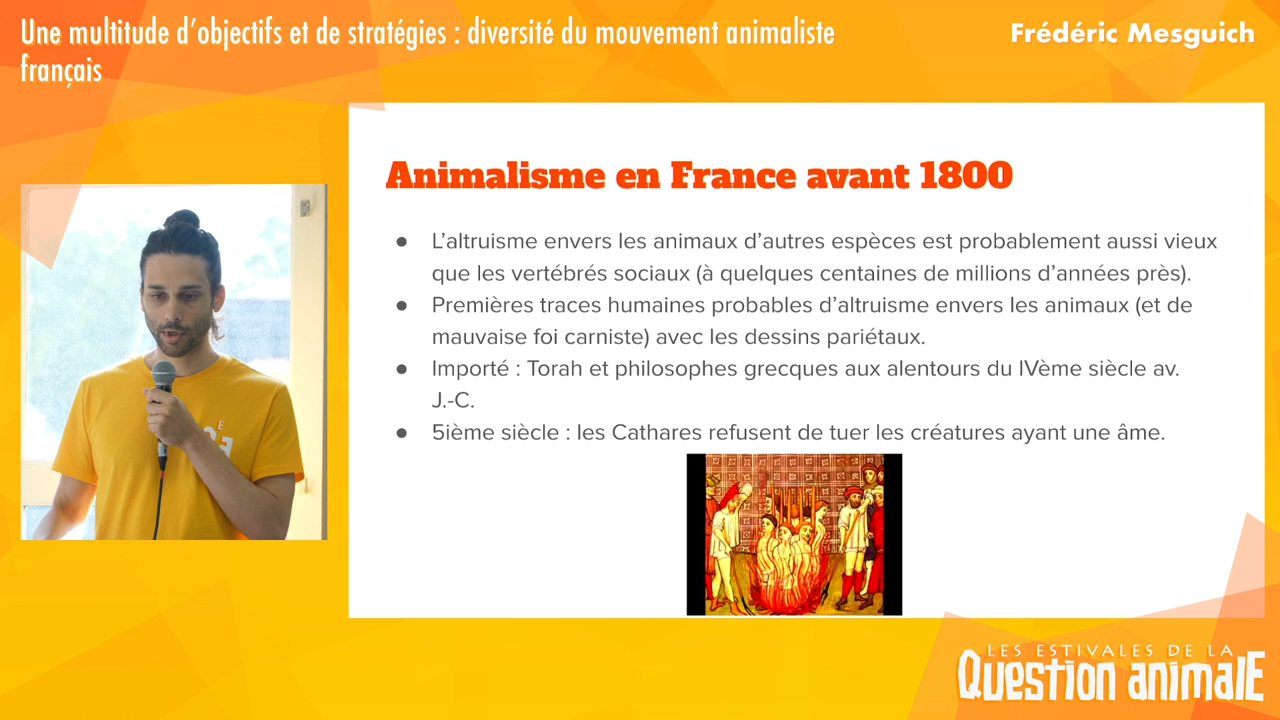 Une multitude d'objectifs et de stratégies : diversité du mouvement animaliste
français
Frédéric Mesguich
Animalisme en France avant 1800
● L'altruisme envers les animaux d'autres espèces est probablement aussi vieux
que les vertébrés sociaux (à quelques centaines de millions d'années près).
● Premières traces humaines probables d'altruisme envers les animaux (et de
mauvaise foi carniste) avec les dessins pariétaux.
● Importé : Torah et philosophes grecques aux alentours du IVème siècle av.
J.-C.
● 5ième siècle : les Cathares refusent de tuer les créatures ayant une âme.
LES ESTIVALES DE LA
QuEstion animalE